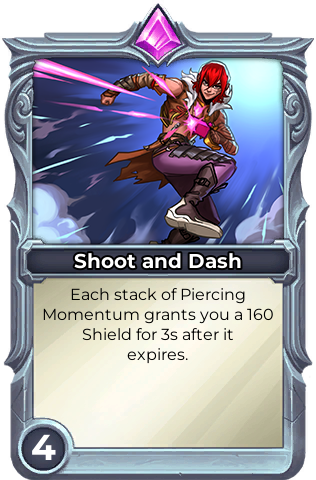 Shoot and Dash
Each stack of Piercing
Momentum grants you a 160
Shield for 3s after it
expires.
4